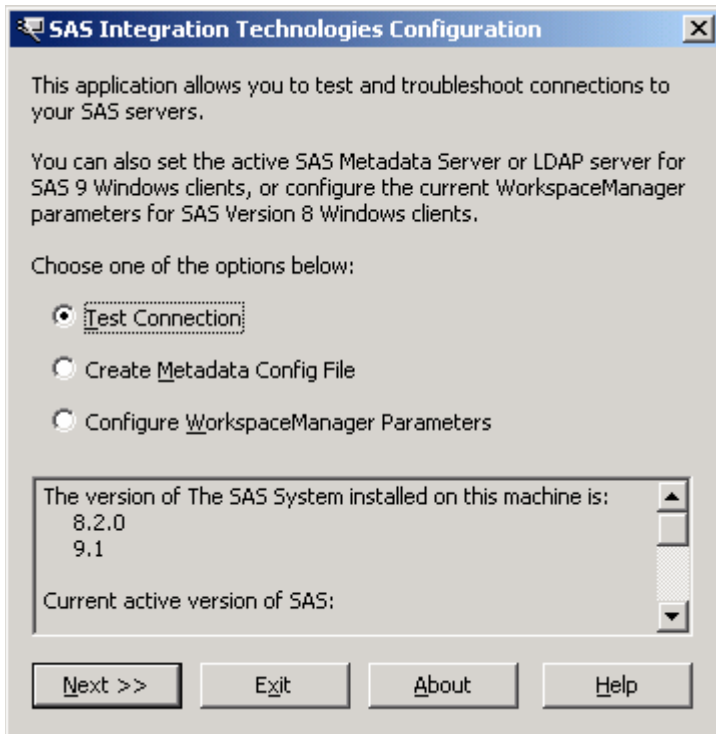 SAS Integration Technologies Configuration
This application allows you to test and troubleshoot connections to
your SAS servers.
You can also set the active SAS Metadata Server or LDAP server for
SAS 9 Windows clients, or configure the current WorkspaceManager
parameters for SAS Version 8 Windows clients.
Choose one of the options below:
Test Connection
Create Metadata Config File
Configure WorkspaceManager Parameters
The version of The SAS System installed on this machine is:
8.2.0
9.1
Current active version of SAS:
Next >> Exit About Help